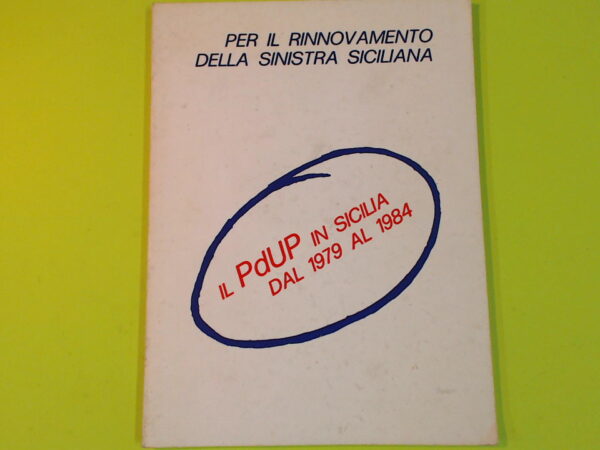 PER IL RINNOVAMENTO
DELLA SINISTRA SICILIANA
IL PdUP IN SICILIA
DAL 1979 AL 1984